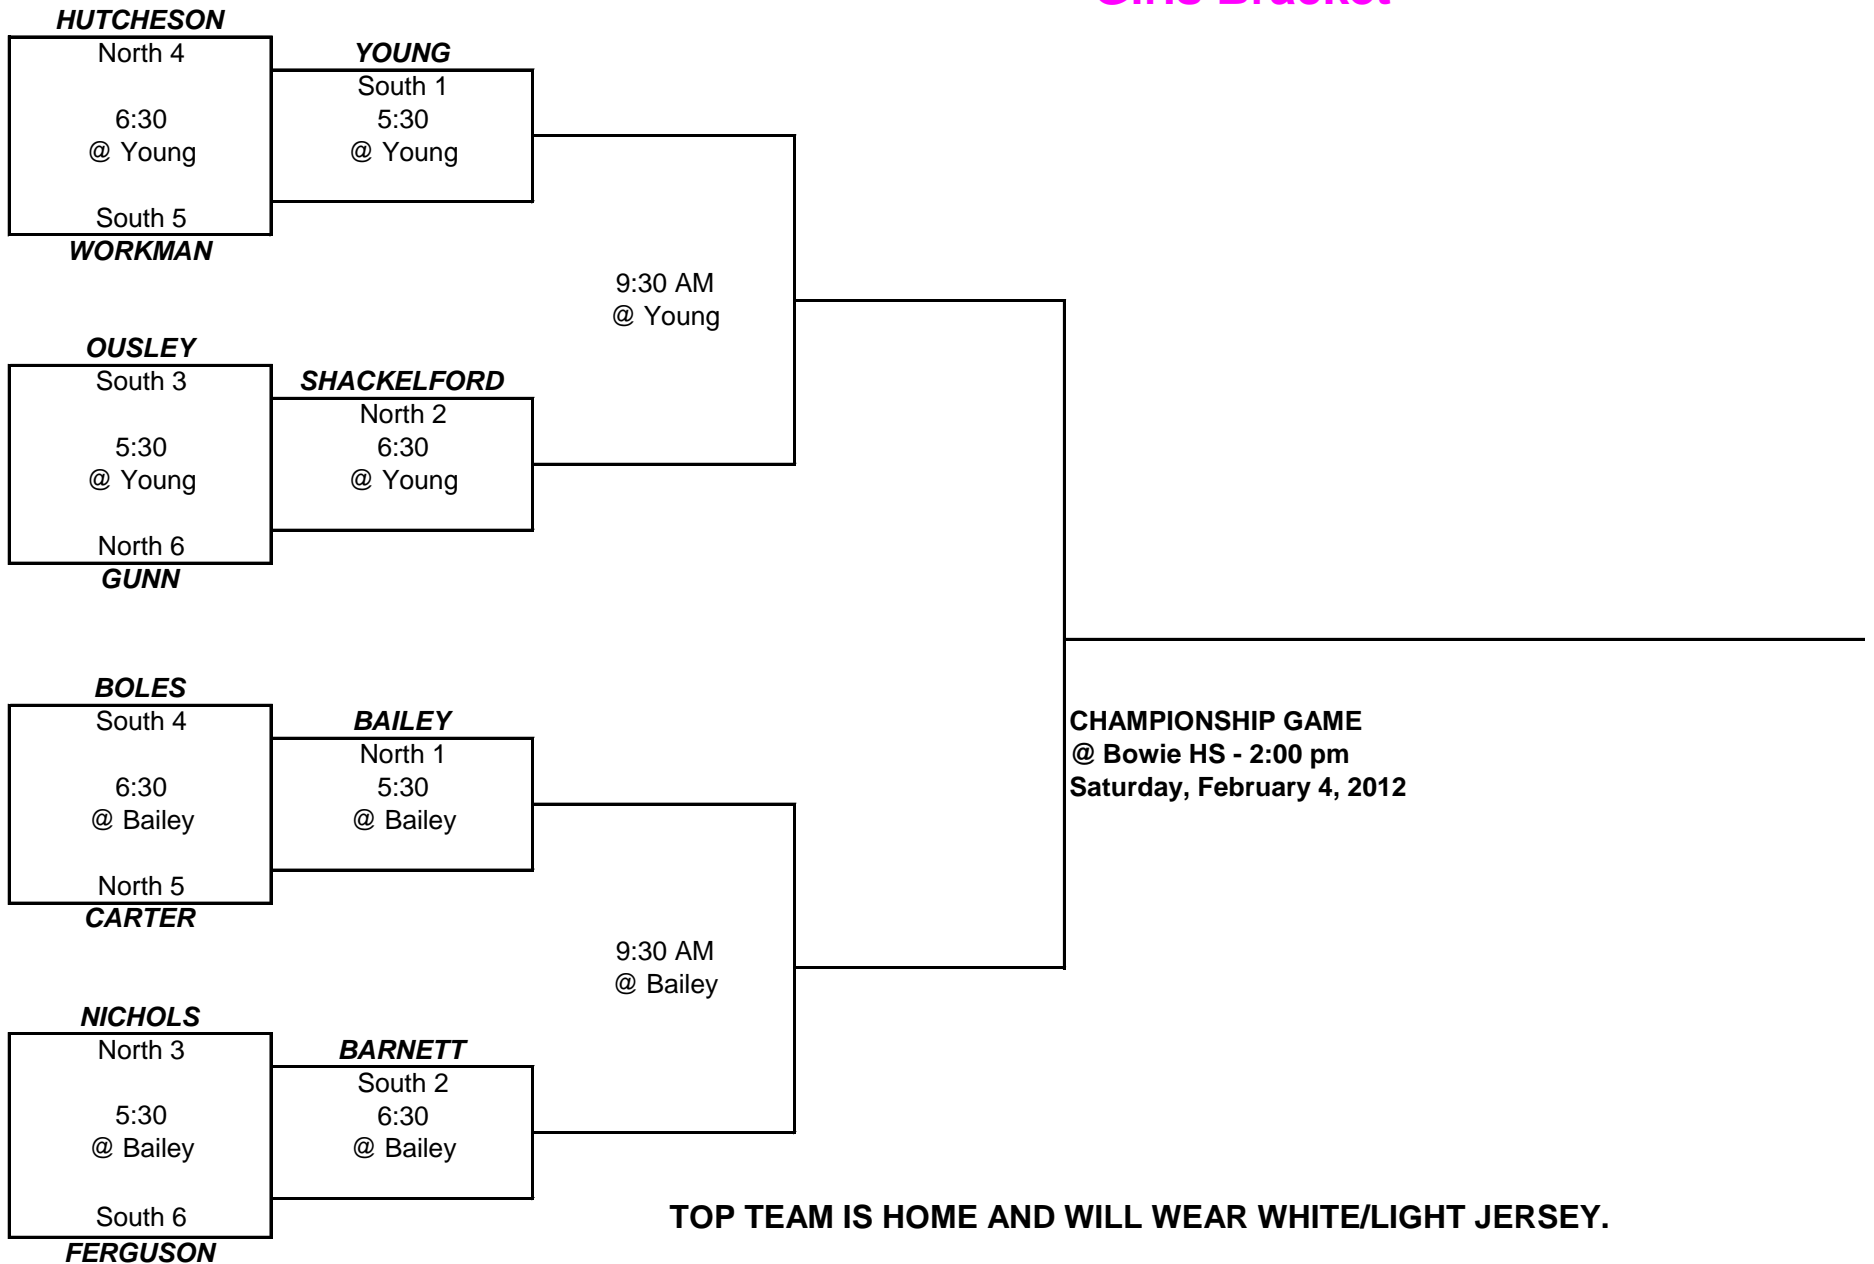 Girls Bracket
HUTCHESON
North 4
6:30
@ Young
South 5
WORKMAN
YOUNG
South 1
5:30
@ Young
9:30 AM
@ Young
OUSLEY
South 3
5:30
@ Young
North 6
GUNN
SHACKELFORD
North 2
6:30
@ Young
BOLES
South 4
6:30
@ Bailey
North 5
CARTER
BAILEY
North 1
5:30
@ Bailey
CHAMPIONSHIP GAME
@ Bowie HS - 2:00 pm
Saturday, February 4, 2012
9:30 AM
@ Bailey
NICHOLS
North 3
5:30
@ Bailey
South 6
FERGUSON
BARNETT
South 2
6:30
@ Bailey
TOP TEAM IS HOME AND WILL WEAR WHITE/LIGHT JERSEY.